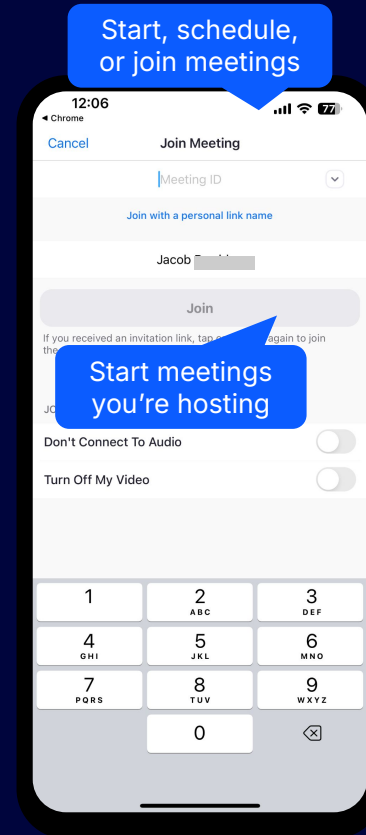 Start, schedule,
or join meetings
12:06
77
◀ Chrome
Cancel
Join Meeting
Meeting ID
Join with a personal link name
Jacob
Join
If you received an invitation link, tap again to join
the
Start meetings
you're hosting
Don't Connect To Audio
Turn Off My Video
1
2
ABC
3
DEF
4
GHI
5
JKL
6
MNO
7
PQRS
8
TUV
9
WXYZ
0